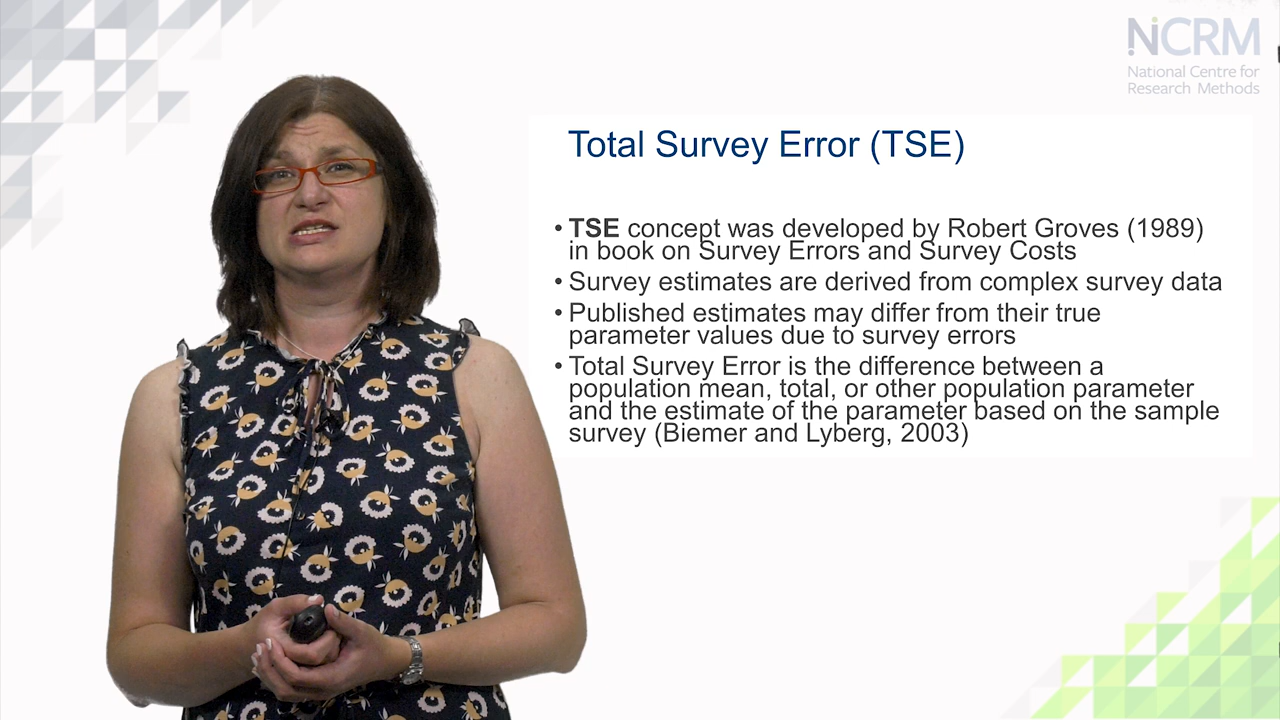 NCRM
National Centre for
Research Methods
Total Survey Error (TSE)
• TSE concept was developed by Robert Groves (1989)
in book on Survey Errors and Survey Costs
• Survey estimates are derived from complex survey data
• Published estimates may differ from their true
parameter values due to survey errors
• Total Survey Error is the difference between a
population mean, total, or other population parameter
and the estimate of the parameter based on the sample
survey (Biemer and Lyberg, 2003)